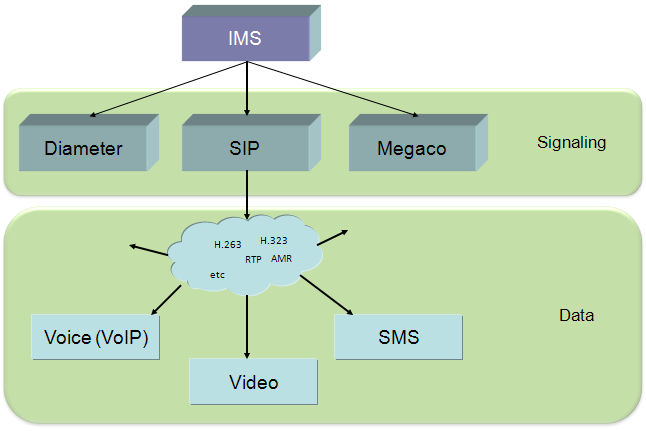 IMS
Diameter
SIP
Megaco
Signaling
H.263
H.323
RTP
AMR
etc
Data
Voice (VoIP)
SMS
Video